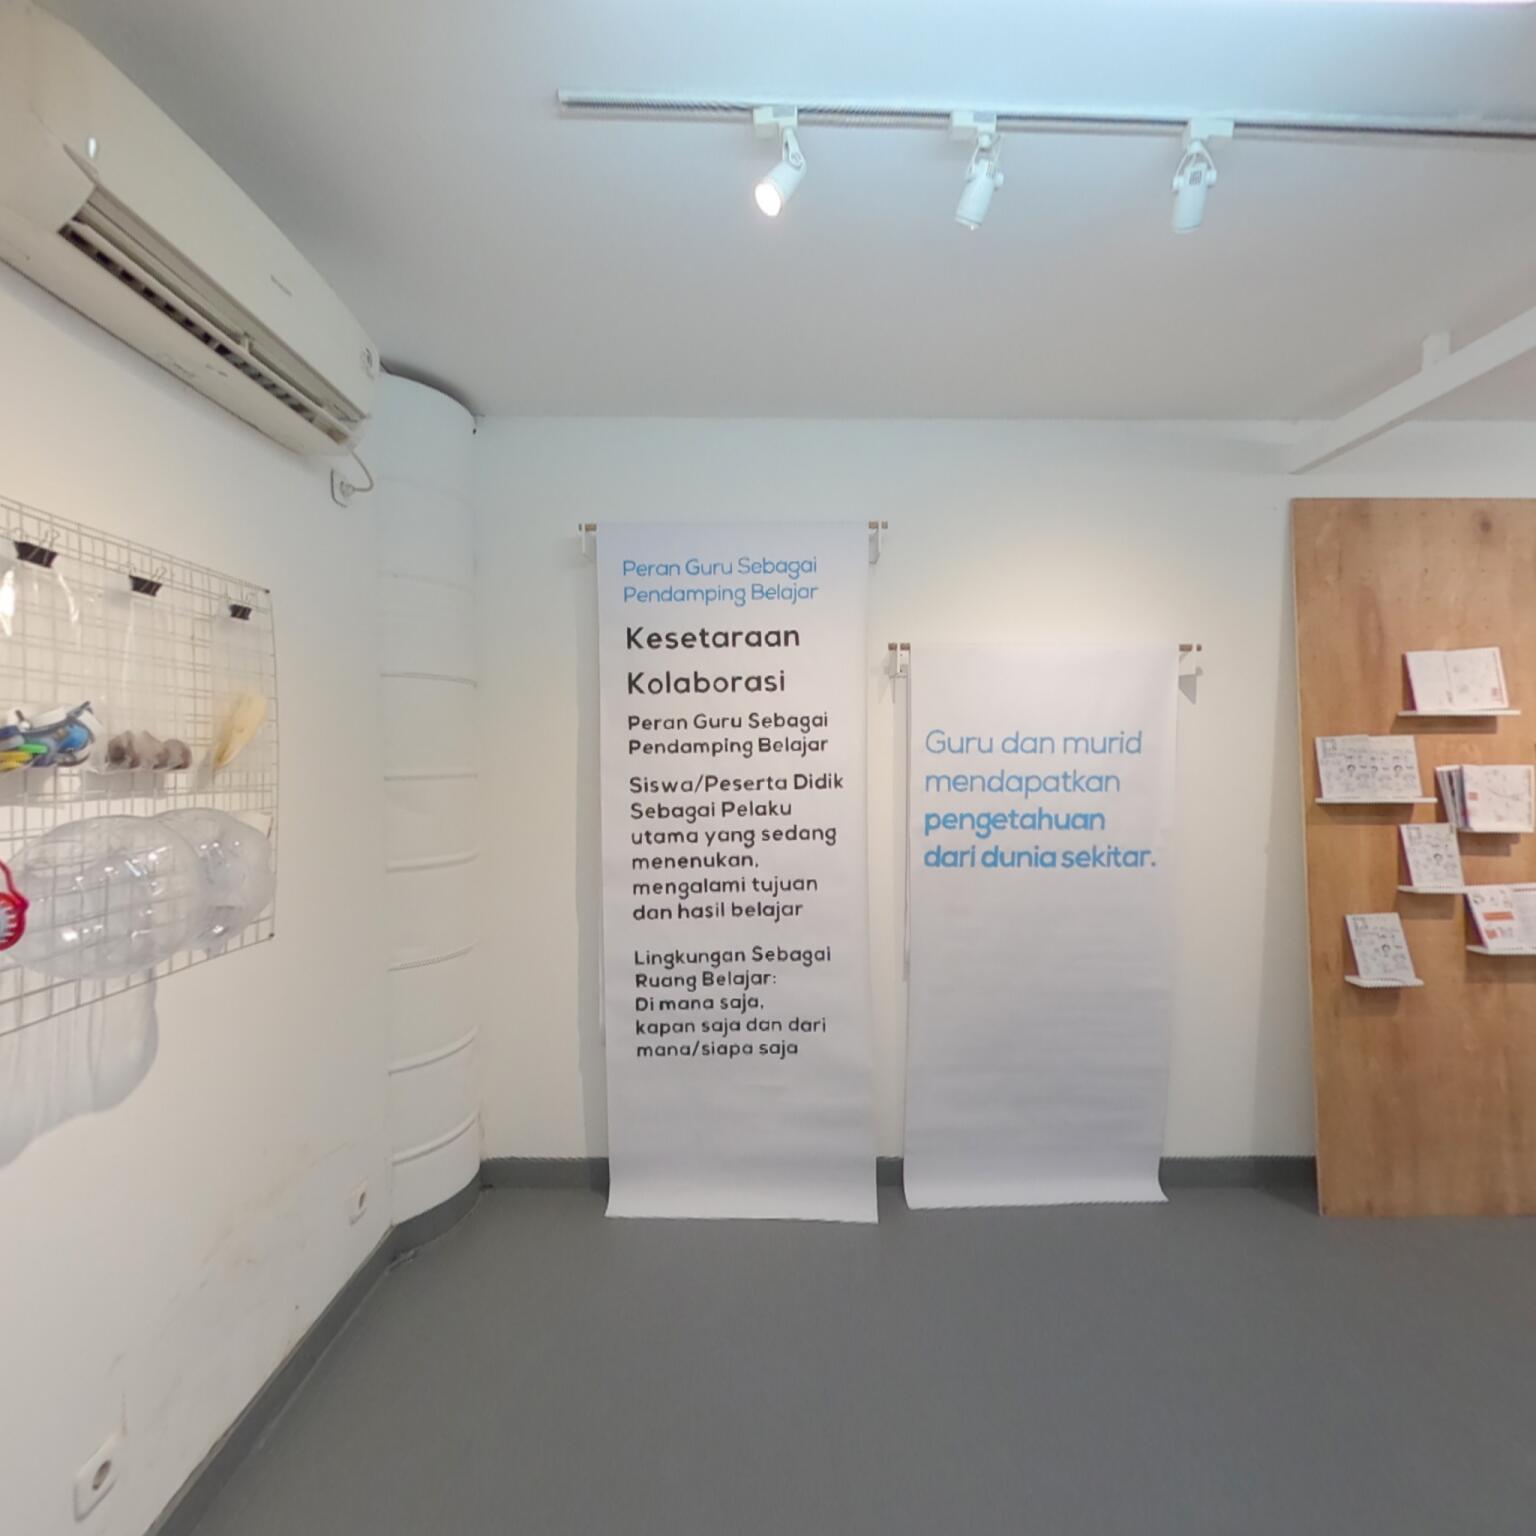 Peran Guru Sebagai
Pendamping Belajar
Kesetaraan
Kolaborasi
Peran Guru Sebagai
Pendamping Belajar
Siswa/Peserta Didik
Sebagai Pelaku
utama yang sedang
menenukan,
mengalami tujuan
dan hasil belajar
Lingkungan Sebagai
Ruang Belajar:
Di mana saja,
kapan saja dan dari
mana/siapa saja
Guru dan murid
mendapatkan
pengetahuan
dari dunia sekitar.